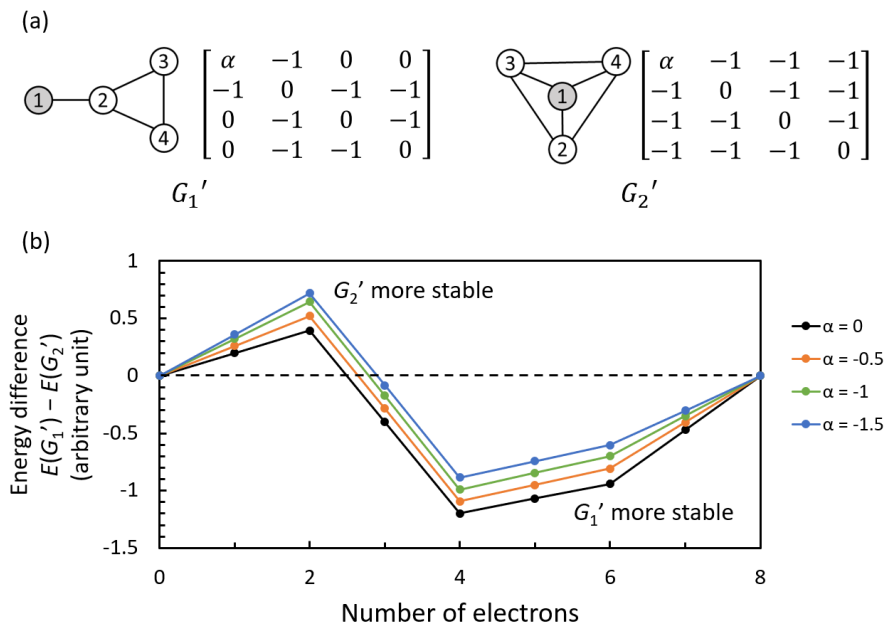 (a)
1 2 3 4
α −1 0 0
−1 0 −1 −1
0 −1 0 −1
0 −1 −1 0
G₁′
3 4 1 2
α −1 −1 −1
−1 0 −1 −1
−1 −1 0 −1
−1 −1 −1 0
G₂′
(b)
Energy difference
E(G₁′) − E(G₂′)
(arbitrary unit)
1
0.5
0
-0.5
-1
-1.5
G₂′ more stable
G₁′ more stable
α = 0
α = -0.5
α = -1
α = -1.5
0 2 4 6 8
Number of electrons